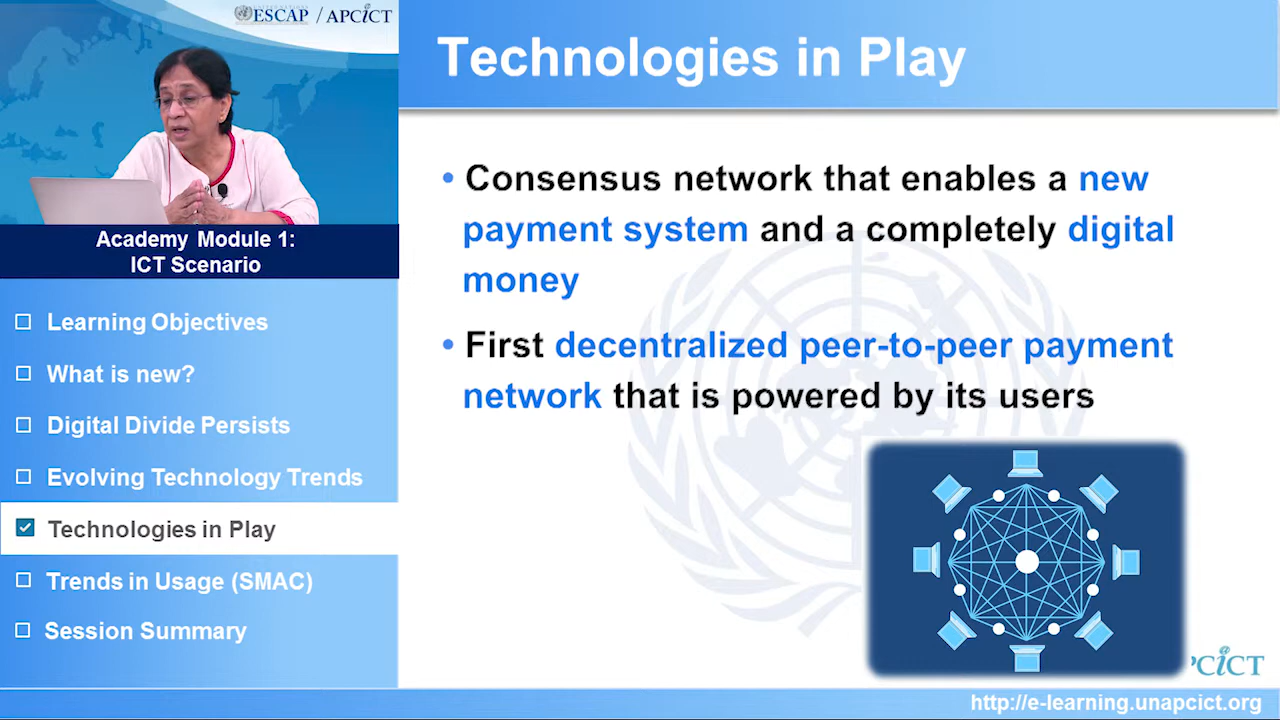 ESCAP / APCICT
Technologies in Play
• Consensus network that enables a new
payment system and a completely digital
money
• First decentralized peer-to-peer payment
network that is powered by its users
Academy Module 1:
ICT Scenario
Learning Objectives
What is new?
Digital Divide Persists
Evolving Technology Trends
Technologies in Play
Trends in Usage (SMAC)
Session Summary
PCICT
http://e-learning.unapcict.org